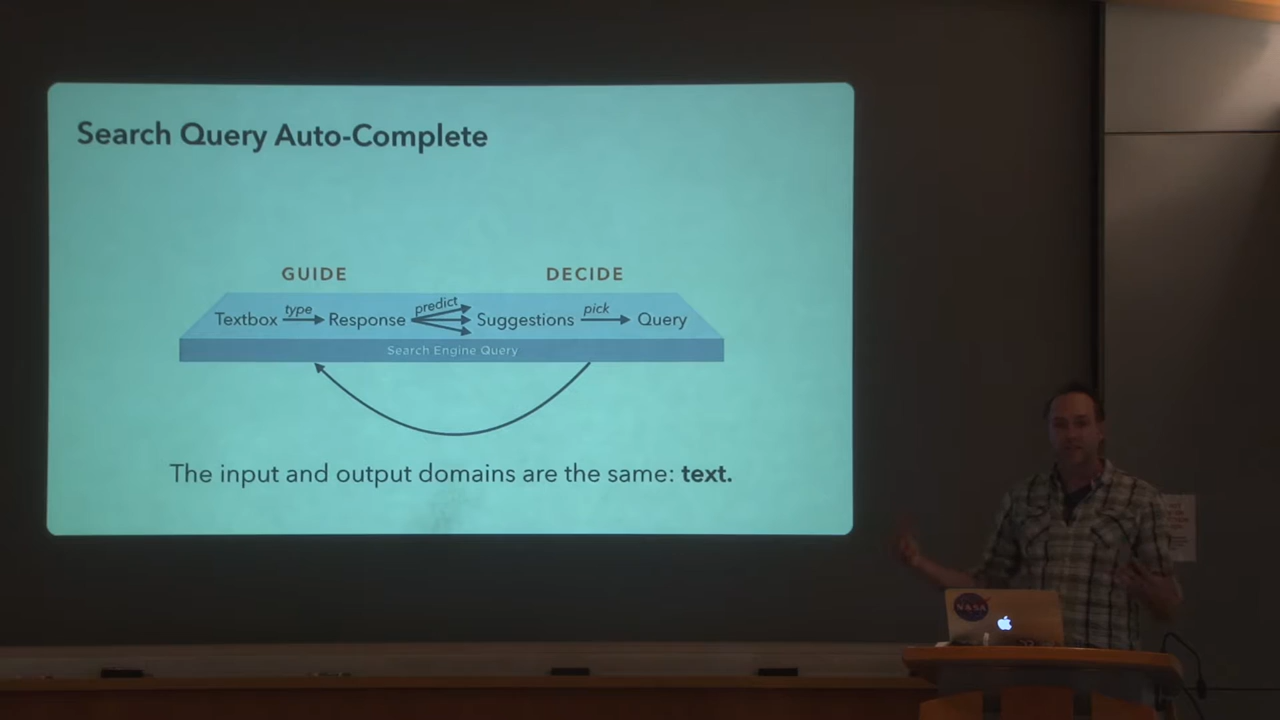 Search Query Auto-Complete
GUIDE DECIDE
Textbox type Response predict Suggestions pick Query
Search Engine Query
The input and output domains are the same: text.
NASA